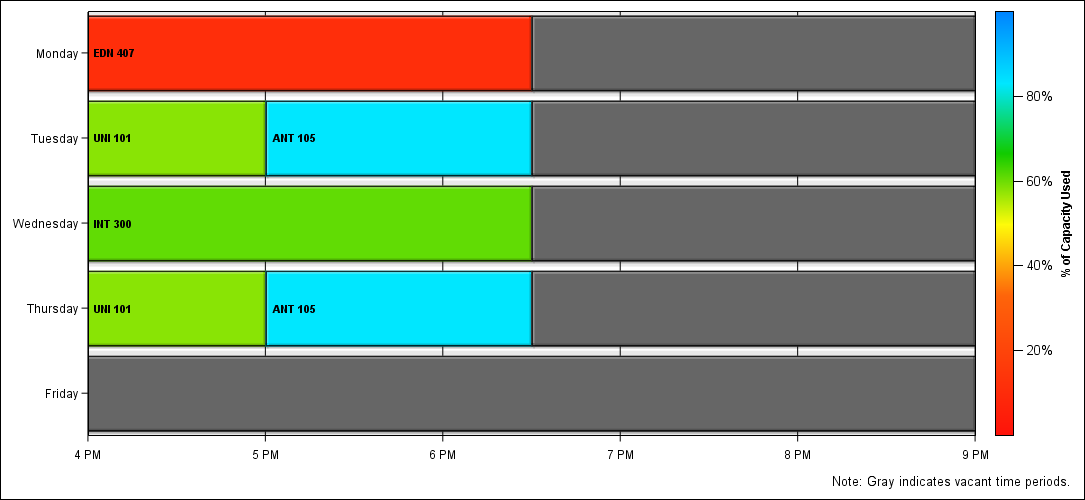 Monday
EDN 407
Tuesday
UNI 101
ANT 105
Wednesday
INT 300
Thursday
UNI 101
ANT 105
Friday
4 PM
5 PM
6 PM
7 PM
8 PM
9 PM
80%
60%
40%
20%
% of Capacity Used
Note: Gray indicates vacant time periods.